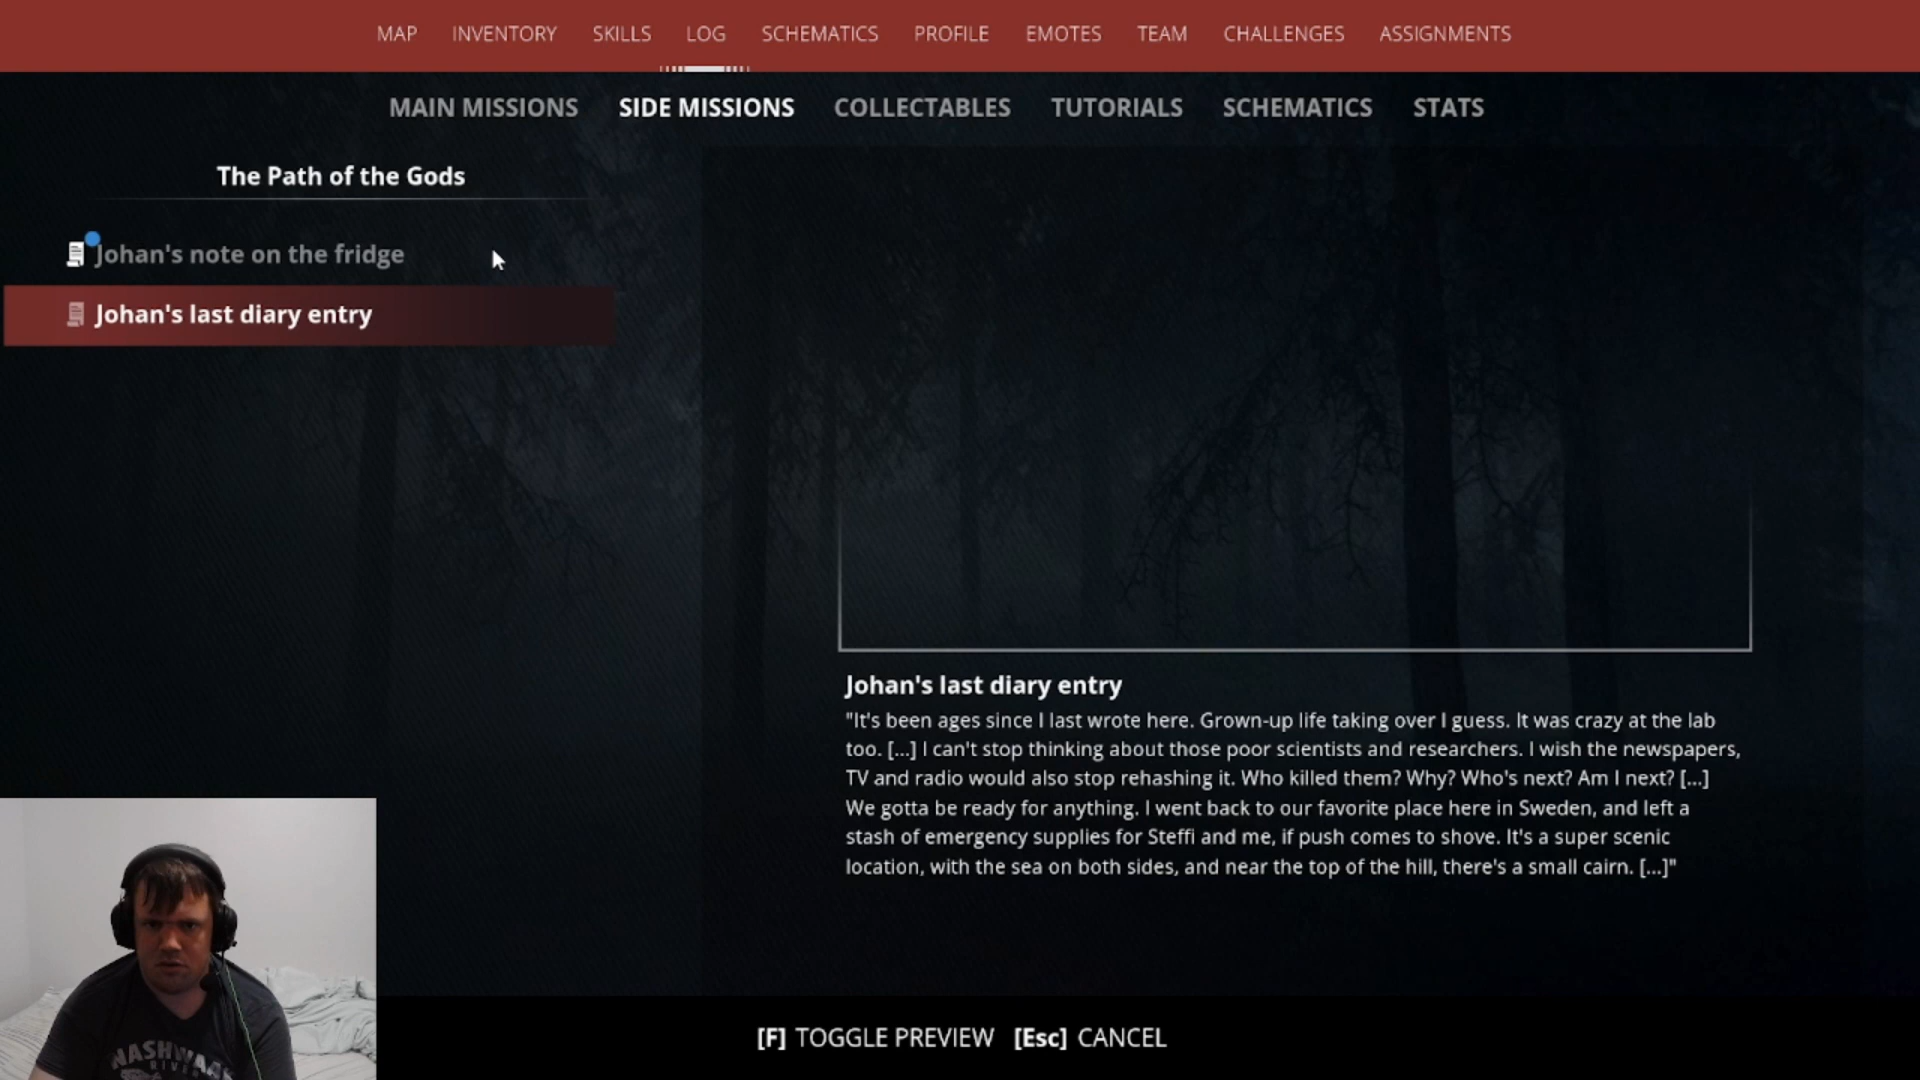 MAP INVENTORY SKILLS LOG SCHEMATICS PROFILE EMOTES TEAM CHALLENGES ASSIGNMENTS
MAIN MISSIONS SIDE MISSIONS COLLECTABLES TUTORIALS SCHEMATICS STATS
The Path of the Gods
Johan's note on the fridge
Johan's last diary entry
Johan's last diary entry
"It's been ages since I last wrote here. Grown-up life taking over I guess. It was crazy at the lab
too. [...] I can't stop thinking about those poor scientists and researchers. I wish the newspapers,
TV and radio would also stop rehashing it. Who killed them? Why? Who's next? Am I next? [...]
We gotta be ready for anything. I went back to our favorite place here in Sweden, and left a
stash of emergency supplies for Steffi and me, if push comes to shove. It's a super scenic
location, with the sea on both sides, and near the top of the hill, there's a small cairn. [...]"
[F] TOGGLE PREVIEW [Esc] CANCEL